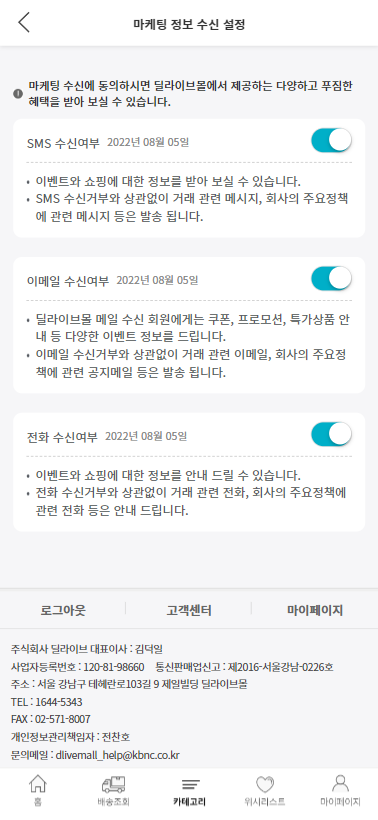 마케팅 정보 수신 설정
마케팅 수신에 동의하시면 딜라이브몰에서 제공하는 다양하고 푸짐한
혜택을 받아 보실 수 있습니다.
SMS 수신여부 2022년 08월 05일
• 이벤트와 쇼핑에 대한 정보를 받아 보실 수 있습니다.
• SMS 수신거부와 상관없이 거래 관련 메시지, 회사의 주요정책
에 관련 메시지 등은 발송 됩니다.
이메일 수신여부 2022년 08월 05일
• 딜라이브몰 메일 수신 회원에게는 쿠폰, 프로모션, 특가상품 안
내 등 다양한 이벤트 정보를 드립니다.
• 이메일 수신거부와 상관없이 거래 관련 이메일, 회사의 주요정
책에 관련 공지메일 등은 발송 됩니다.
전화 수신여부 2022년 08월 05일
• 이벤트와 쇼핑에 대한 정보를 안내 드릴 수 있습니다.
• 전화 수신거부와 상관없이 거래 관련 전화, 회사의 주요정책에
관련 전화 등은 안내 드립니다.
로그아웃 고객센터 마이페이지
주식회사 딜라이브 대표이사 : 김덕일
사업자등록번호 : 120-81-98660 통신판매업신고 : 제2016-서울강남-0226호
주소 : 서울 강남구 테헤란로103길 9 제일빌딩 딜라이브몰
TEL : 1644-5343
FAX : 02-571-8007
개인정보관리책임자 : 전찬호
문의메일 : dlivemall_help@kbnc.co.kr
홈 배송조회 카테고리 위시리스트 마이페이지